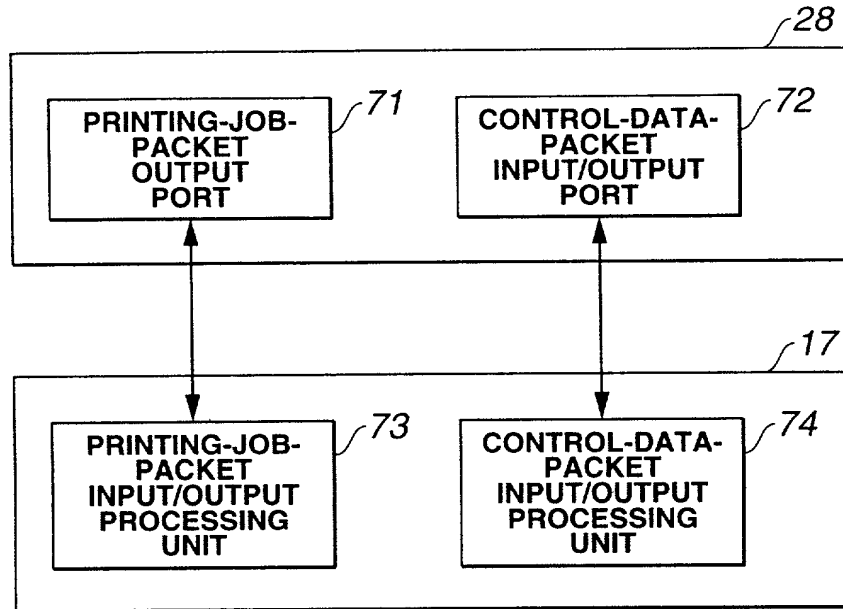 28
71
PRINTING-JOB-
PACKET
OUTPUT
PORT
72
CONTROL-DATA-
PACKET
INPUT/OUTPUT
PORT
17
73
PRINTING-JOB-
PACKET
INPUT/OUTPUT
PROCESSING
UNIT
74
CONTROL-DATA-
PACKET
INPUT/OUTPUT
PROCESSING
UNIT